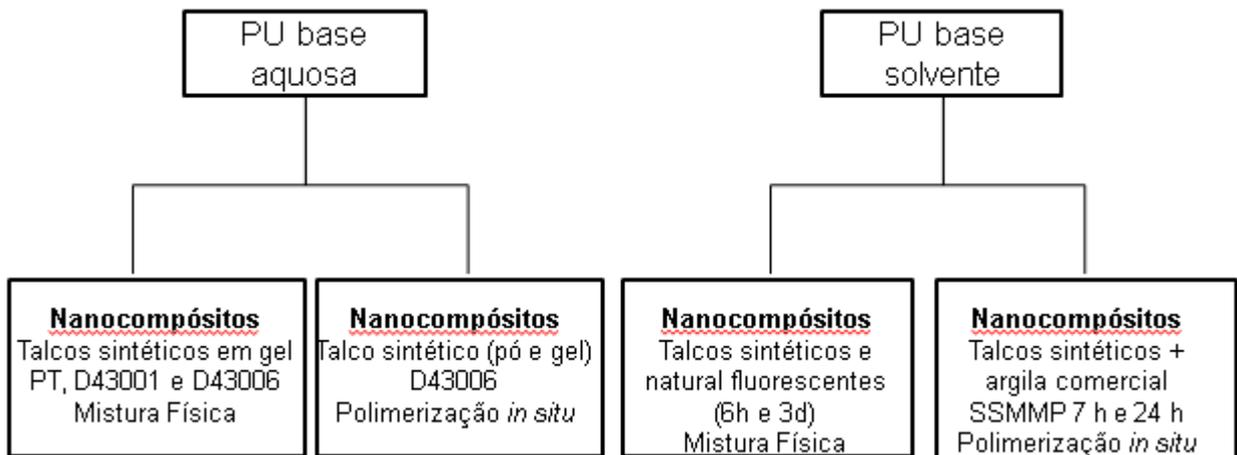 PU base
aquosa
PU base
solvente
Nanocompósitos
Talcos sintéticos em gel
PT, D43001 e D43006
Mistura Física
Nanocompósitos
Talco sintético (pó e gel)
D43006
Polimerização in situ
Nanocompósitos
Talcos sintéticos e
natural fluorescentes
(6h e 3d)
Mistura Física
Nanocompósitos
Talcos sintéticos +
argila comercial
SSMMP 7 h e 24 h
Polimerização in situ